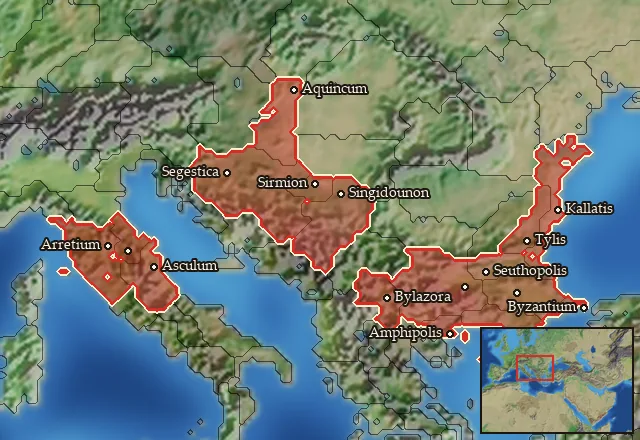 Aquincum
Segestica
Sirmion
Singidounon
Kallatis
Arretium
Tylis
Asculum
Seuthopolis
Bylazora
Byzantium
Amphipolis